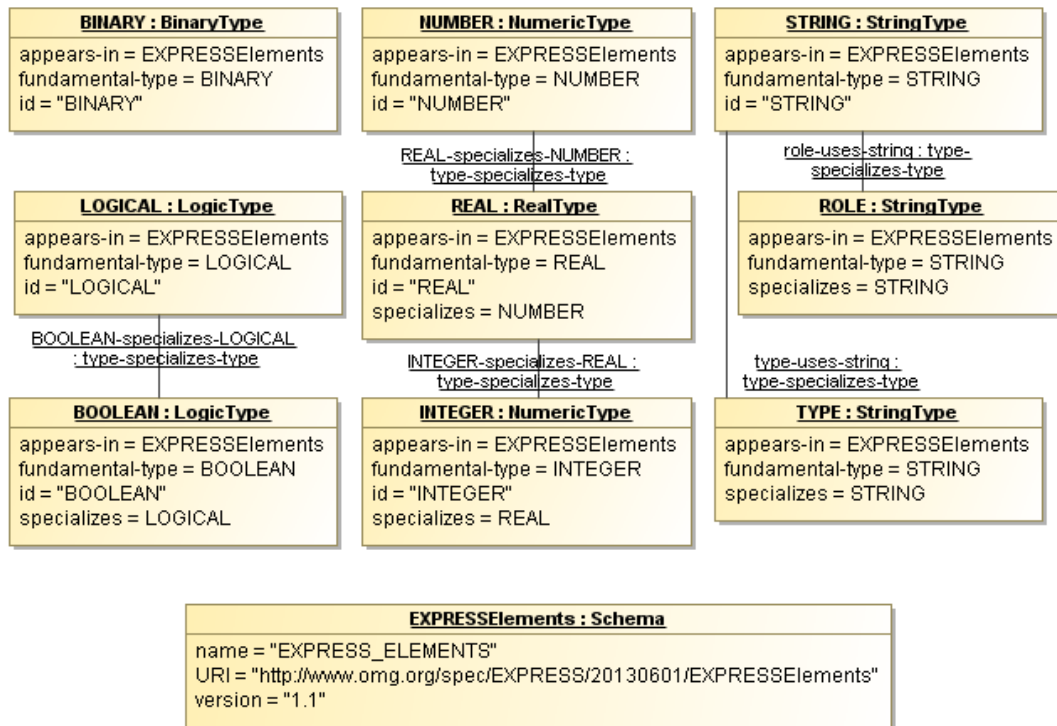 BINARY : BinaryType
appears-in = EXPRESSElements
fundamental-type = BINARY
id = "BINARY"
NUMBER : NumericType
appears-in = EXPRESSElements
fundamental-type = NUMBER
id = "NUMBER"
STRING : StringType
appears-in = EXPRESSElements
fundamental-type = STRING
id = "STRING"
REAL-specializes-NUMBER :
type-specializes-type
role-uses-string : type-
specializes-type
LOGICAL : LogicType
appears-in = EXPRESSElements
fundamental-type = LOGICAL
id = "LOGICAL"
REAL : RealType
appears-in = EXPRESSElements
fundamental-type = REAL
id = "REAL"
specializes = NUMBER
ROLE : StringType
appears-in = EXPRESSElements
fundamental-type = STRING
specializes = STRING
BOOLEAN-specializes-LOGICAL
: type-specializes-type
INTEGER-specializes-REAL :
type-specializes-type
type-uses-string :
type-specializes-type
BOOLEAN : LogicType
appears-in = EXPRESSElements
fundamental-type = BOOLEAN
id = "BOOLEAN"
specializes = LOGICAL
INTEGER : NumericType
appears-in = EXPRESSElements
fundamental-type = INTEGER
id = "INTEGER"
specializes = REAL
TYPE : StringType
appears-in = EXPRESSElements
fundamental-type = STRING
specializes = STRING
EXPRESSElements : Schema
name = "EXPRESS_ELEMENTS"
URI = "http://www.omg.org/spec/EXPRESS/20130601/EXPRESSElements"
version = "1.1"